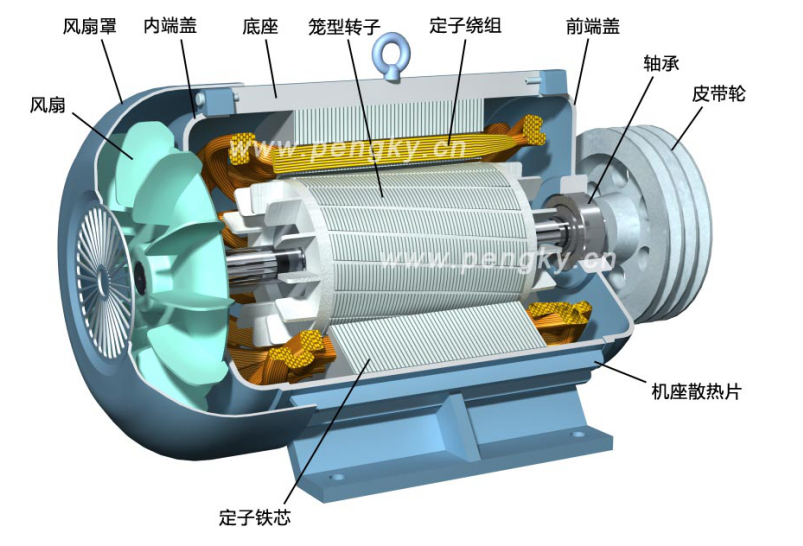 风扇罩
内端盖
底座
笼型转子
定子绕组
前端盖
轴承
皮带轮
风扇
www.pengky.cn
www.pengky.cn
机座散热片
定子铁芯